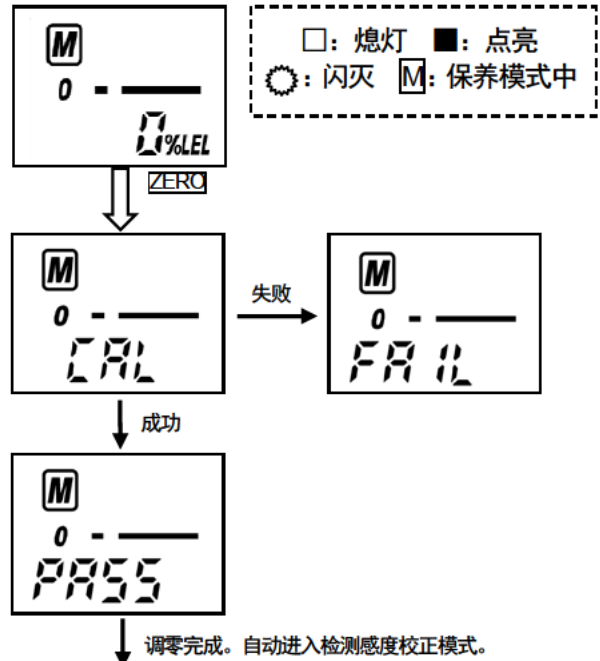 M
0
0%LEL
□：熄灯 ■：点亮
：闪灭 M：保养模式中
ZERO
M
0
CAL
失败
M
0
FAIL
成功
M
0
PASS
调零完成。自动进入检测感度校正模式。